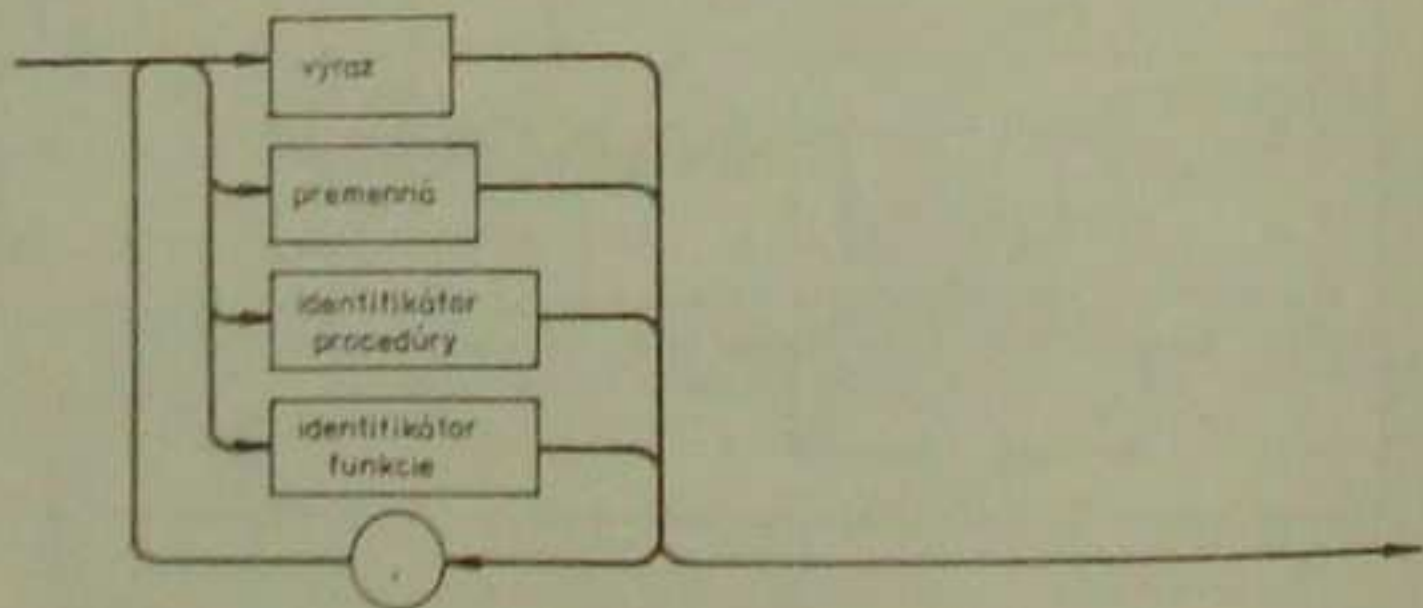 výraz
premenná
identifikátor
procedúry
identifikátor
funkcie
,